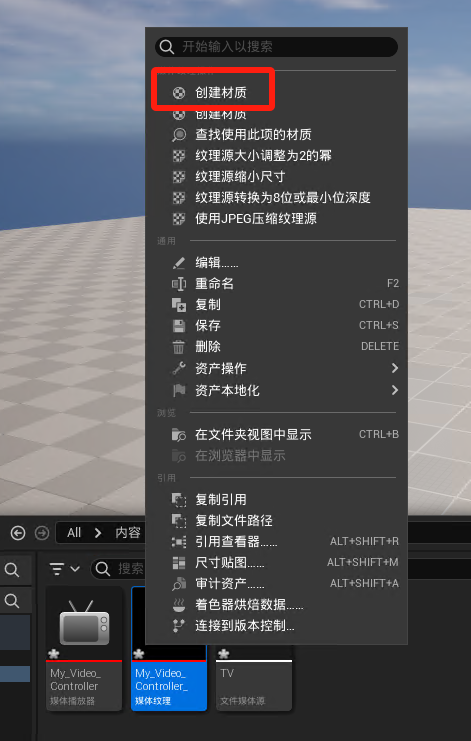 开始输入以搜索
创建材质
创建材质
查找使用此项的材质
纹理源大小调整为2的幂
纹理源缩小尺寸
纹理源转换为8位或最小位深度
使用JPEG压缩纹理源
通用
编辑......
重命名 F2
复制 CTRL+D
保存 CTRL+S
删除 DELETE
资产操作
资产本地化
浏览
在文件夹视图中显示 CTRL+B
在浏览器中显示
引用
复制引用
复制文件路径
引用查看器...... ALT+SHIFT+R
尺寸贴图...... ALT+SHIFT+M
审计资产...... ALT+SHIFT+A
着色器烘焙数据......
连接到版本控制...
All 内容
搜索
My_Video_
Controller
媒体播放器
My_Video_
Controller_
媒体纹理
TV
文件媒体源